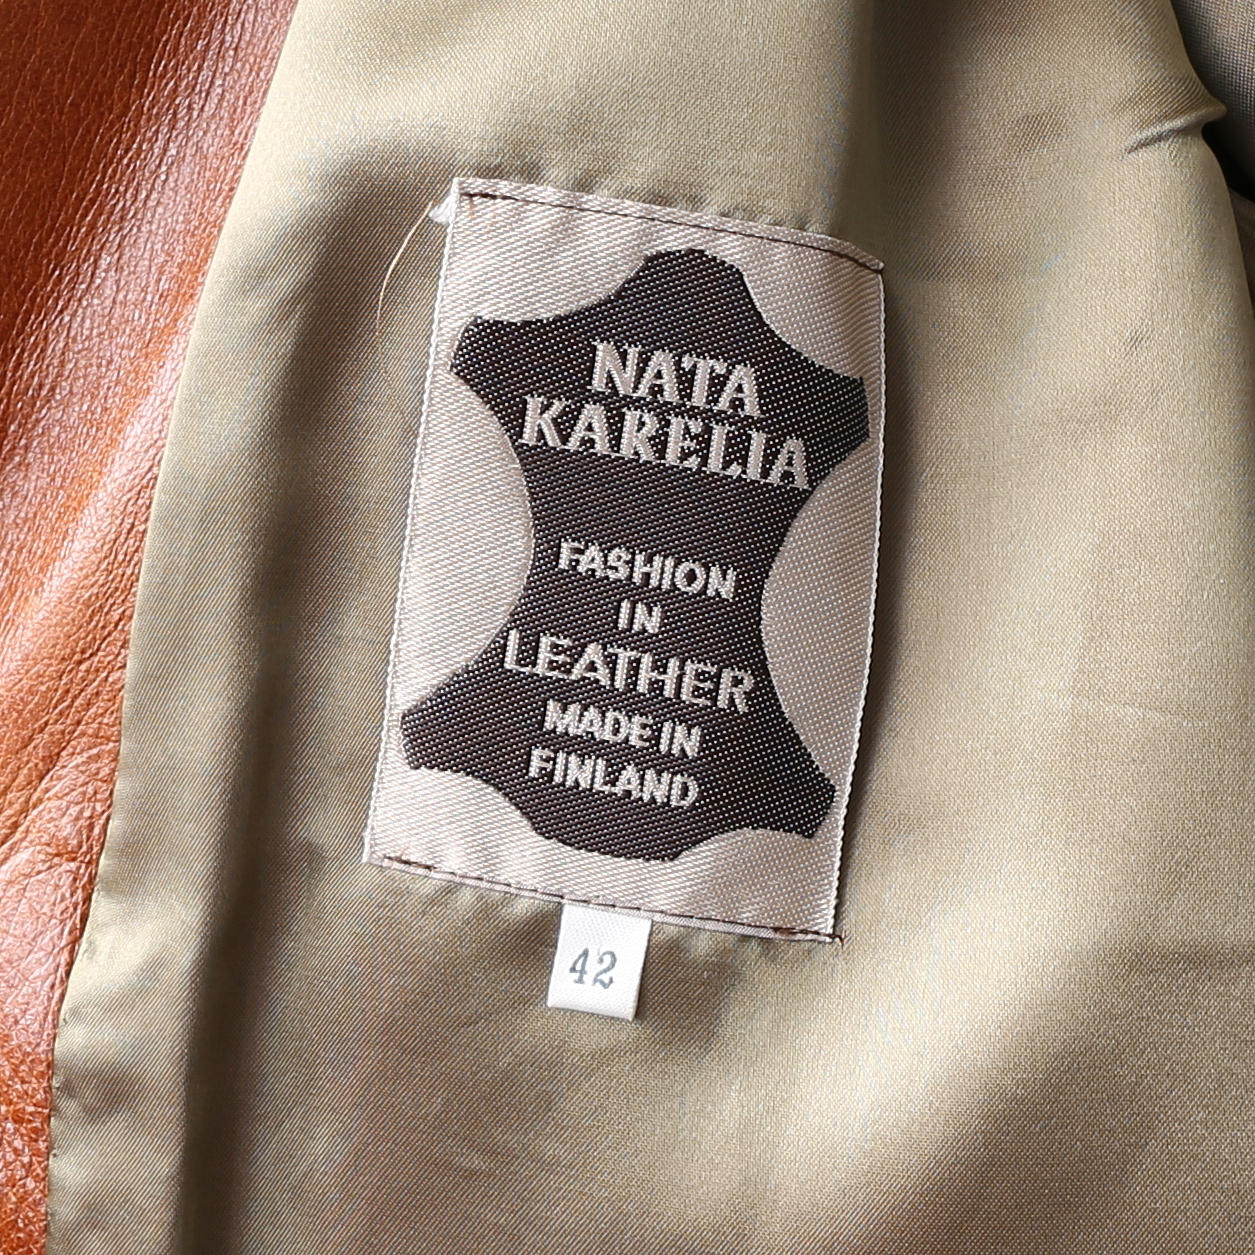 NATA
KARELIA
FASHION
IN
LEATHER
MADE IN
FINLAND
42